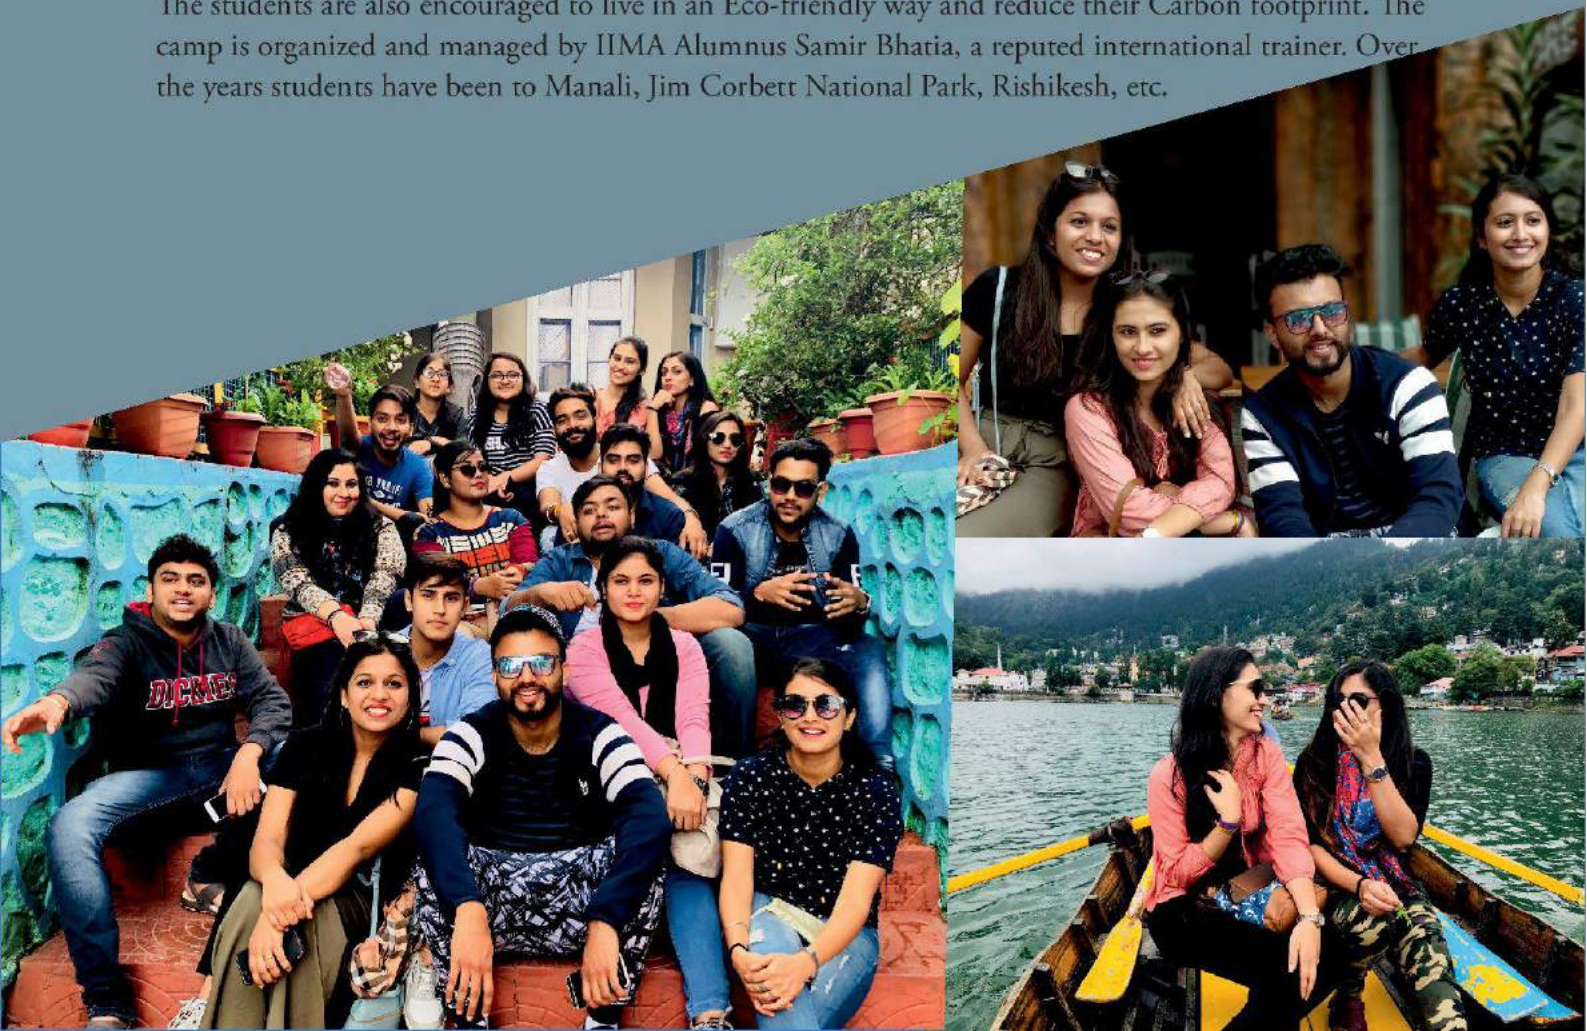 The students are also encouraged to live in an Eco-friendly way and reduce their Carbon footprint. The
camp is organized and managed by IIMA Alumnus Samir Bhatia, a reputed international trainer. Over
the years students have been to Manali, Jim Corbett National Park, Rishikesh, etc.
DICKIES